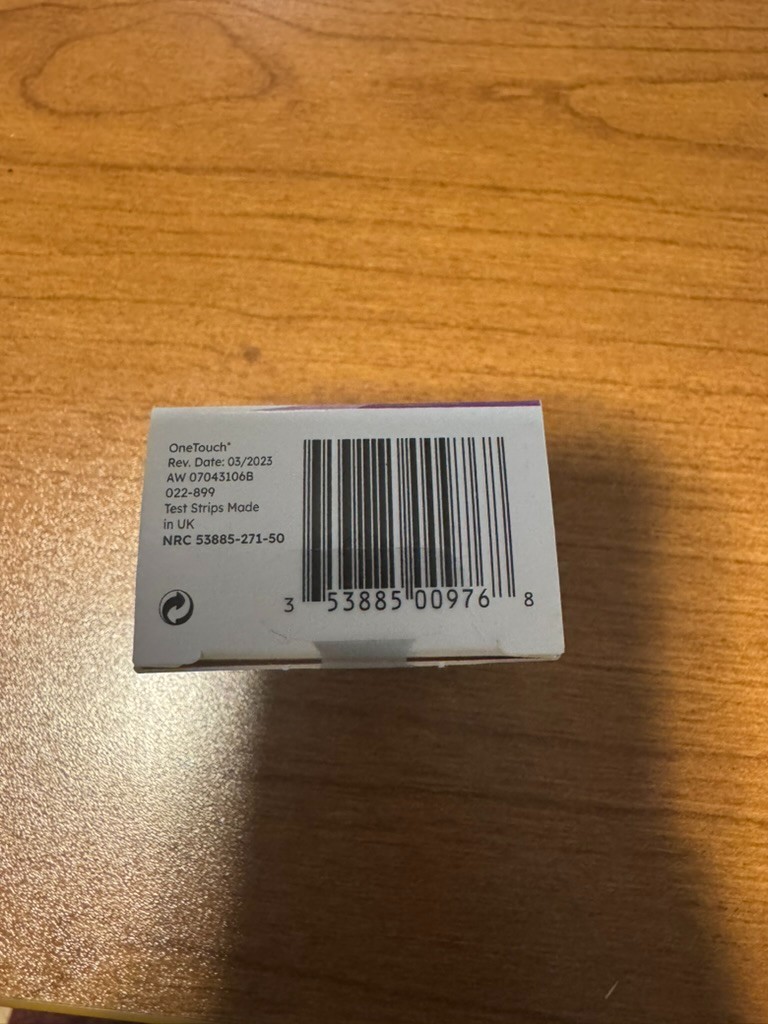 OneTouch®
Rev. Date: 03/2023
AW 07043106B
022-899
Test Strips Made
in UK
NRC 53885-271-50
3 53885 00976 8